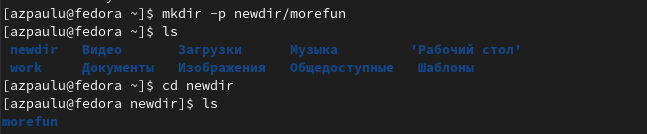 [azpaulu@fedora ~]$ mkdir -p newdir/morefun
[azpaulu@fedora ~]$ ls
newdir Видео Загрузки Музыка 'Рабочий стол'
work Документы Изображения Общедоступные Шаблоны
[azpaulu@fedora ~]$ cd newdir
[azpaulu@fedora newdir]$ ls
morefun